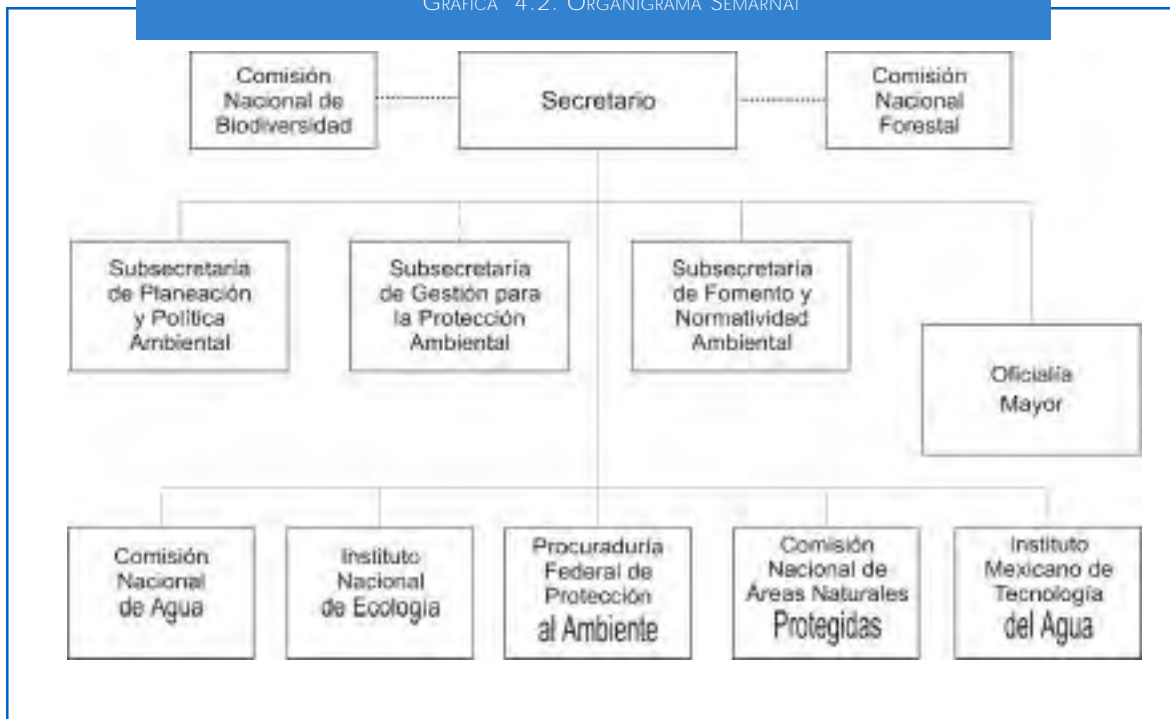 GRÁFICA 4.2. ORGANIGRAMA SEMARNAT
Comisión
Nacional de
Biodiversidad
Secretario
Comisión
Nacional
Forestal
Subsecretaría
de Planeación
y Política
Ambiental
Subsecretaría
de Gestión para
la Protección
Ambiental
Subsecretaría
de Fomento y
Normatividad
Ambiental
Oficialía
Mayor
Comisión
Nacional
de Agua
Instituto
Nacional
de Ecología
Procuraduría
Federal de
Protección
al Ambiente
Comisión
Nacional de
Áreas Naturales
Protegidas
Instituto
Mexicano de
Tecnología
del Agua